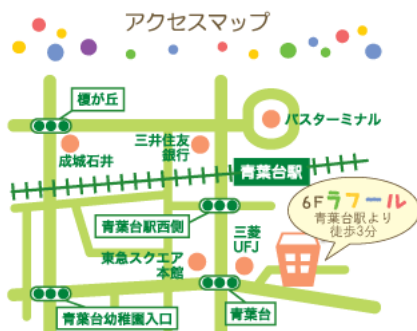 アクセスマップ
榎が丘
バスターミナル
成城石井
三井住友
銀行
青葉台駅
6Fラフール
青葉台駅より
徒歩3分
青葉台駅西側
三菱
UFJ
東急スクエア
本館
青葉台幼稚園入口
青葉台